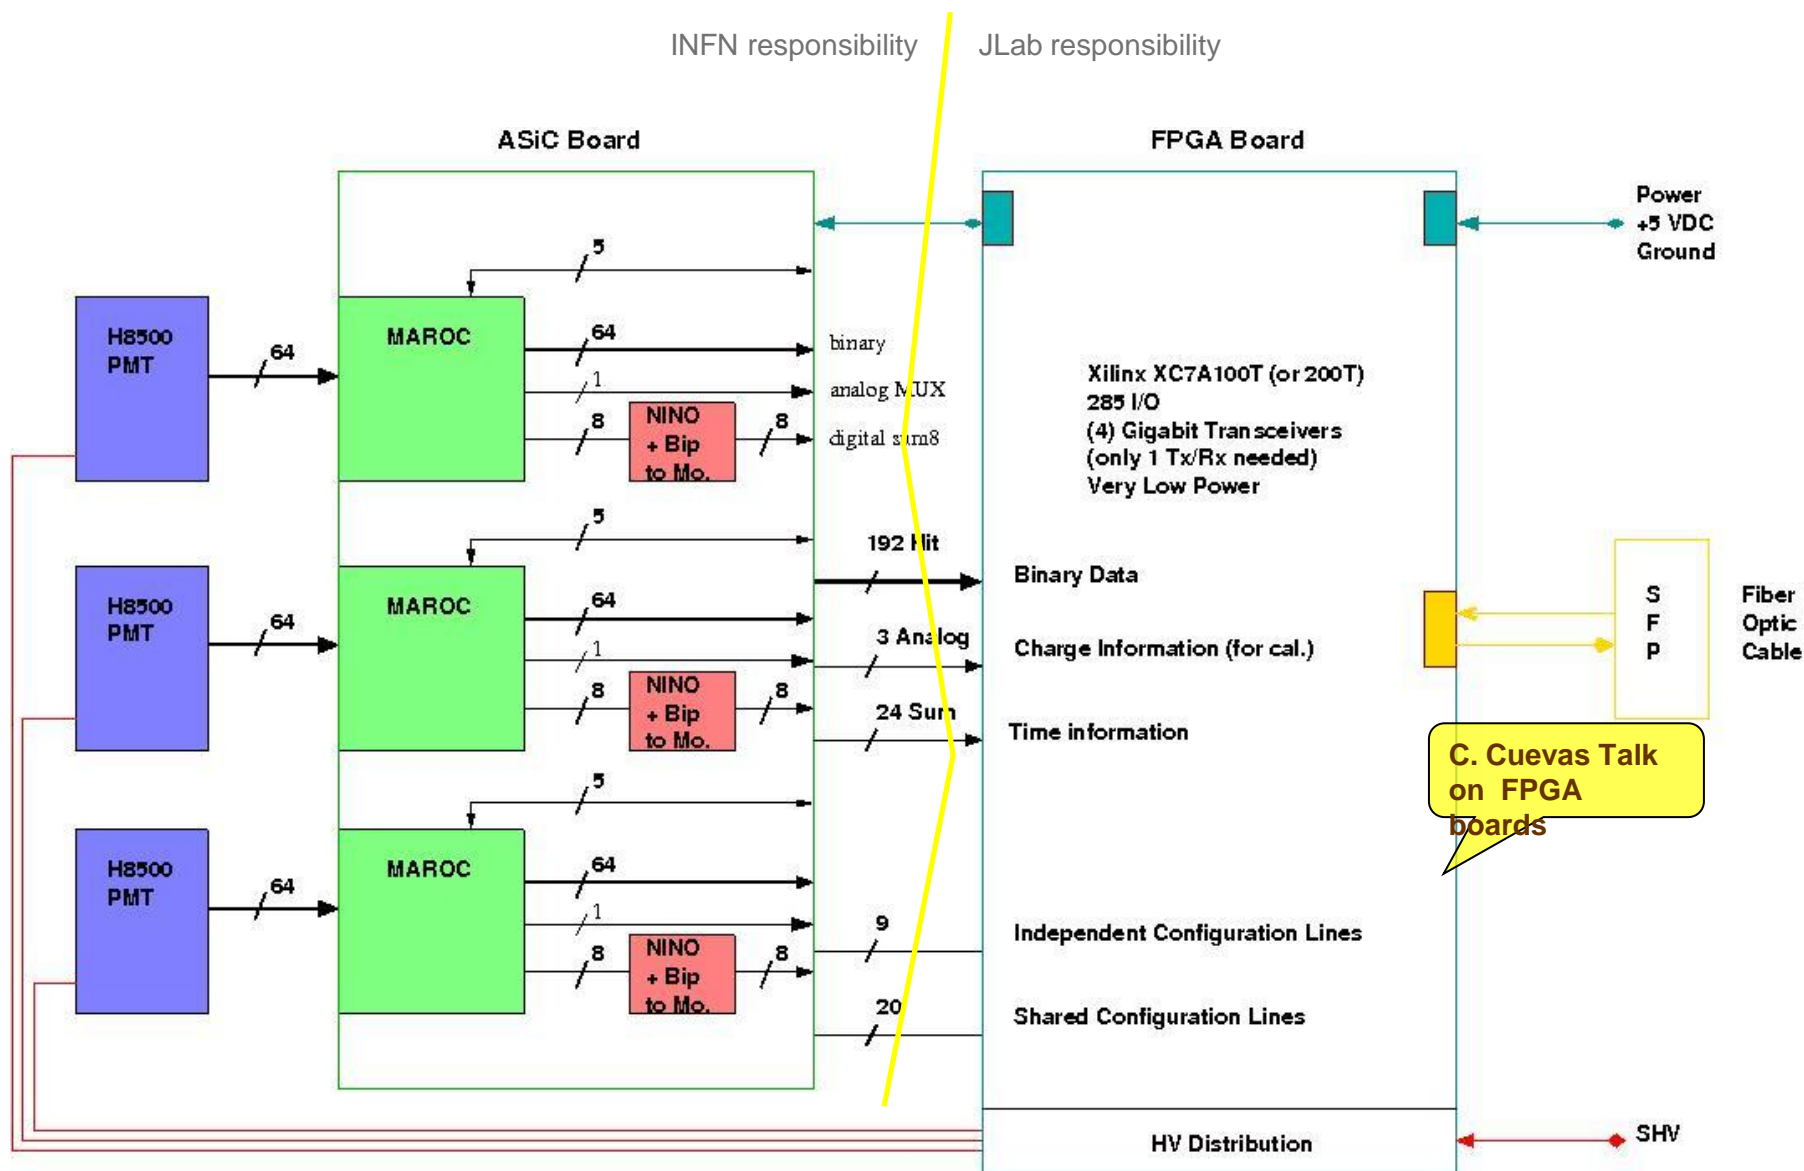 INFN responsibility
JLab responsibility
ASiC Board
FPGA Board
Power
+5 VDC
Ground
5
H8500
PMT
64
MAROC
64
binary
1
analog MUX
8
NINO
+ Bip
to Mo.
8
digital sum8
Xilinx XC7A100T (or 200T)
285 I/O
(4) Gigabit Transceivers
(only 1 Tx/Rx needed)
Very Low Power
5
192 Hit
Binary Data
H8500
PMT
64
MAROC
64
1
3 Analog
Charge Information (for cal.)
8
NINO
+ Bip
to Mo.
8
24 Sum
Time information
S
F
P
Fiber
Optic
Cable
C. Cuevas Talk
on FPGA
boards
5
H8500
PMT
64
MAROC
64
1
8
NINO
+ Bip
to Mo.
8
9
Independent Configuration Lines
20
Shared Configuration Lines
HV Distribution
SHV